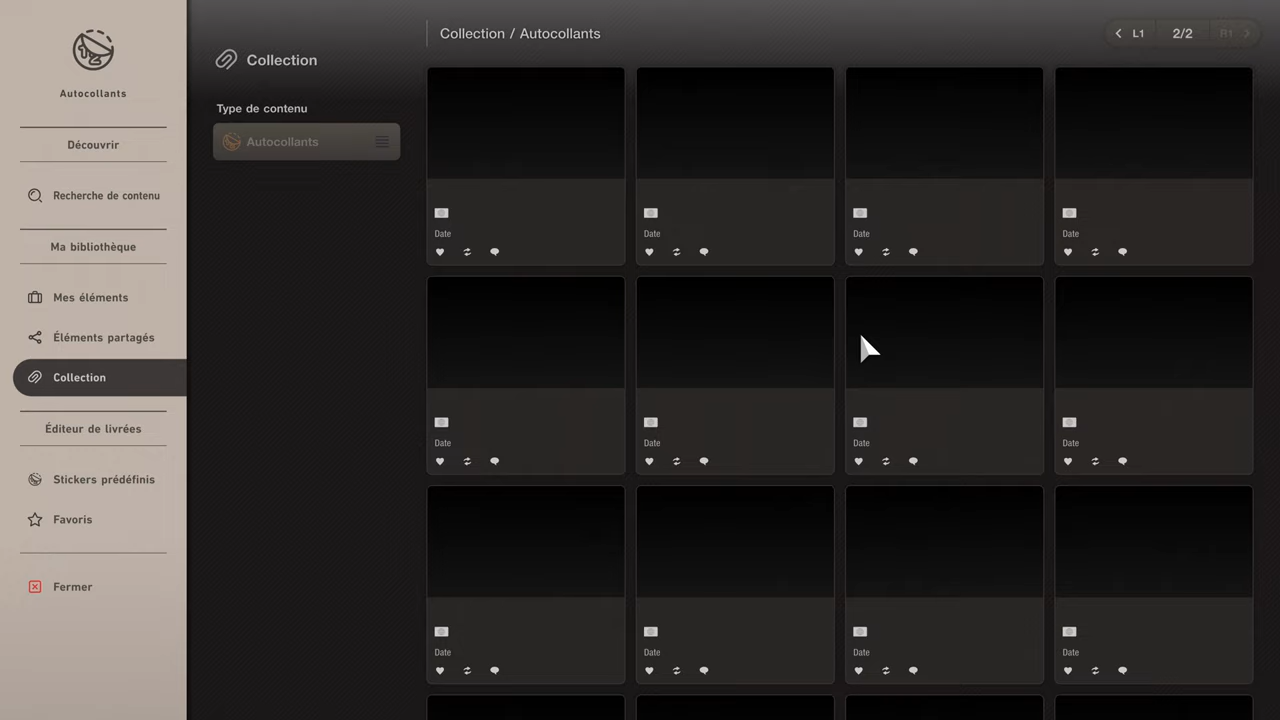 Autocollants
Découvrir
Recherche de contenu
Ma bibliothèque
Mes éléments
Éléments partagés
Collection
Éditeur de livrées
Stickers prédéfinis
Favoris
Fermer
Collection
Type de contenu
Autocollants
Collection / Autocollants
L1 2/2 R1
Date Date Date Date
Date Date Date Date
Date Date Date Date